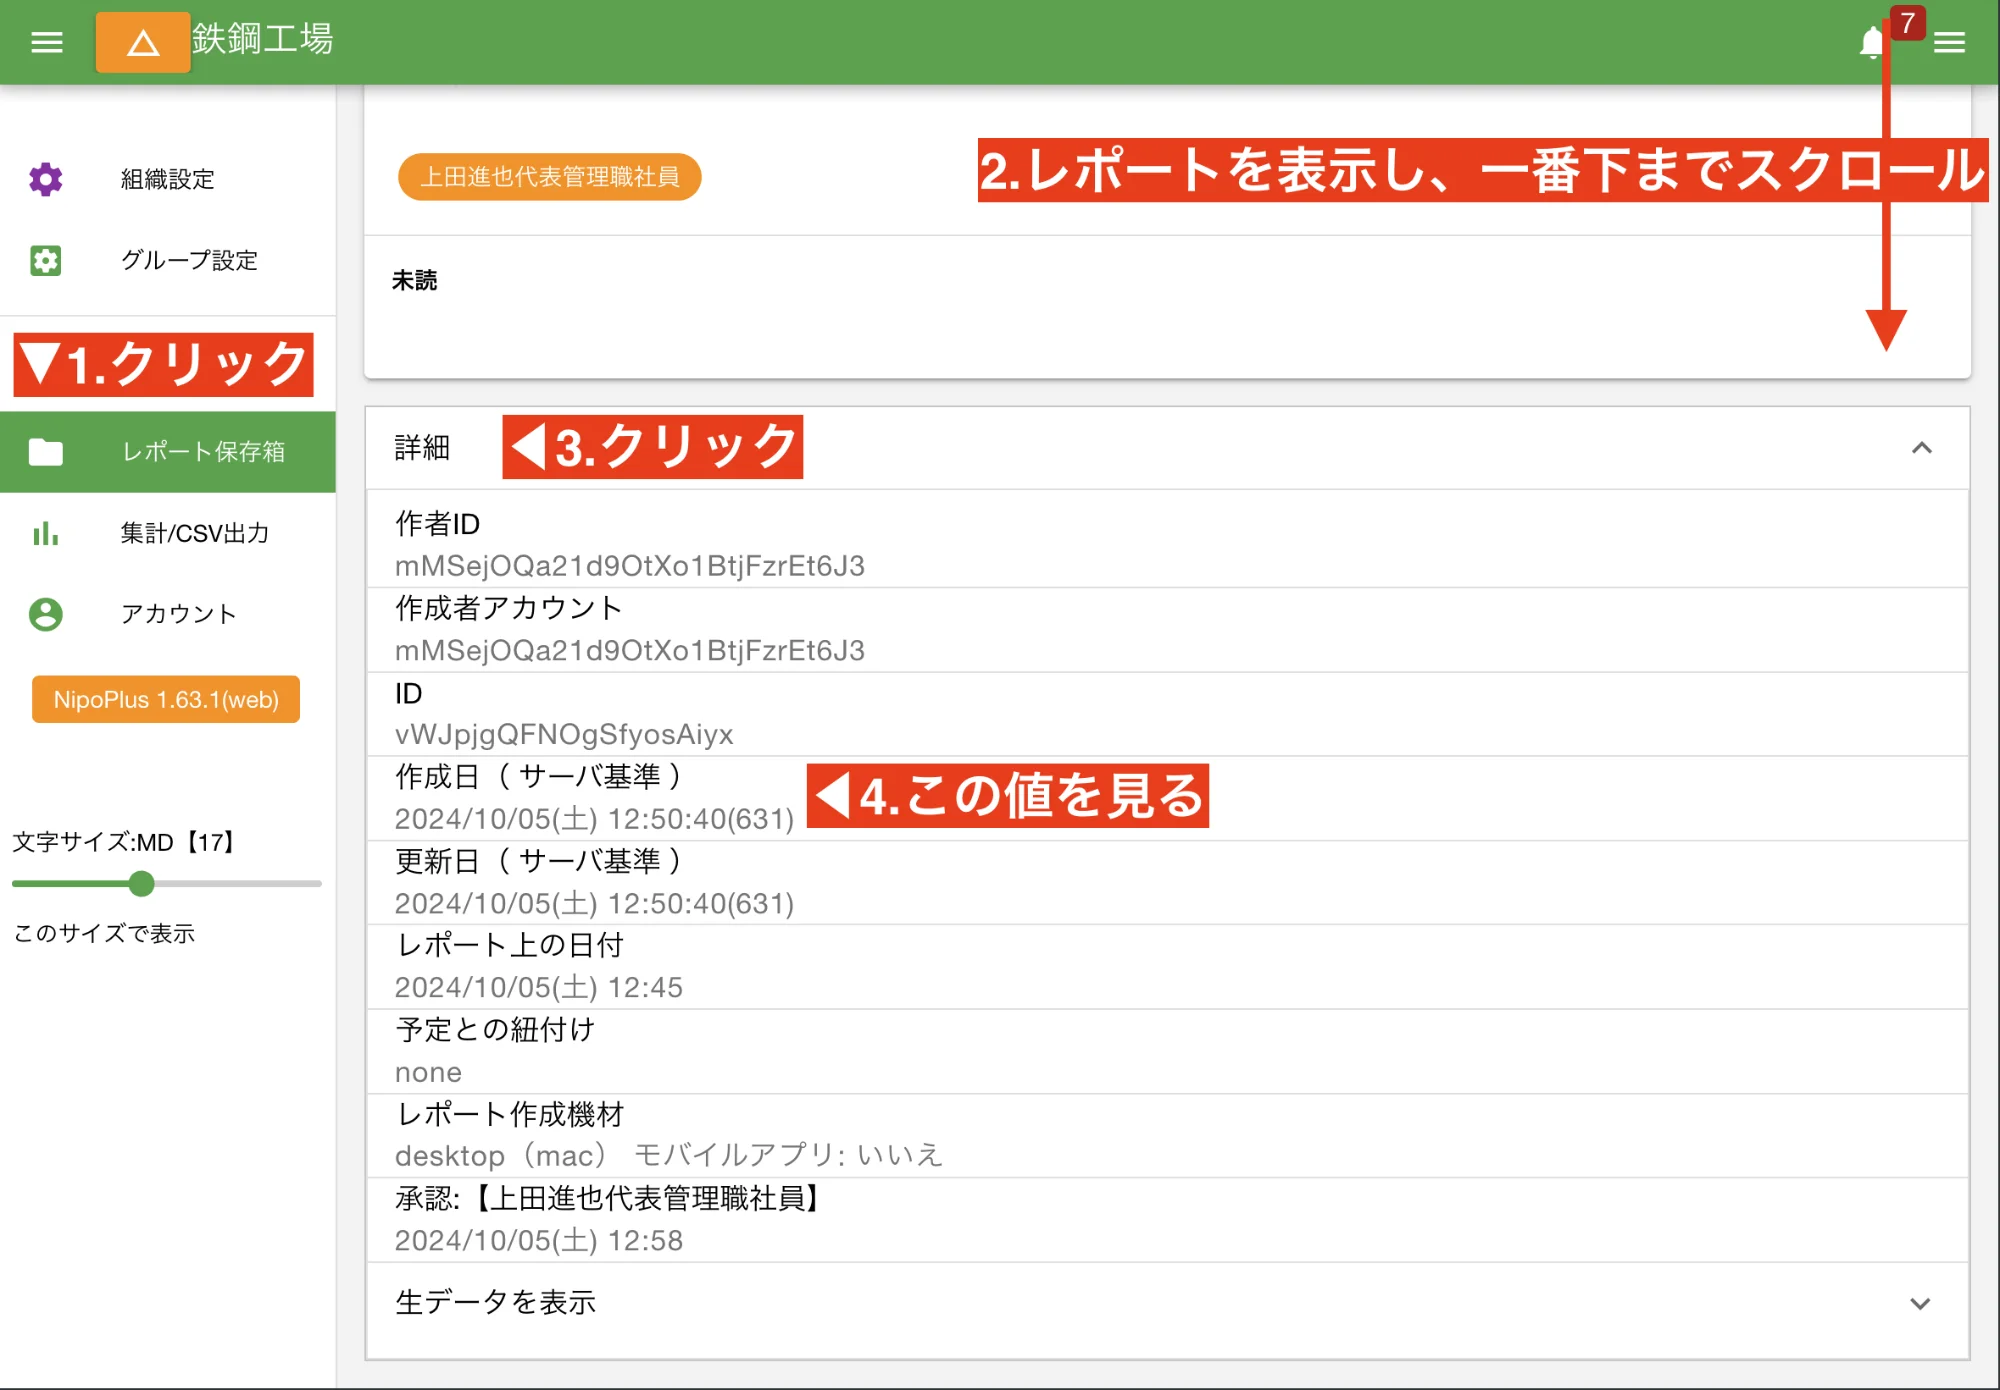 △鉄鋼工場
7
組織設定
グループ設定
▼1.クリック
レポート保存箱
集計/CSV出力
アカウント
NipoPlus 1.63.1(web)
文字サイズ:MD【17】
このサイズで表示
上田進也代表管理職社員
2.レポートを表示し、一番下までスクロール
未読
詳細
◀3.クリック
作者ID
mMSejOQa21d9OtXo1BtjFzrEt6J3
作成者アカウント
mMSejOQa21d9OtXo1BtjFzrEt6J3
ID
vWJpjgQFNOgSfyosAiyx
作成日（サーバ基準）
2024/10/05(土) 12:50:40(631)
◀4.この値を見る
更新日（サーバ基準）
2024/10/05(土) 12:50:40(631)
レポート上の日付
2024/10/05(土) 12:45
予定との紐付け
none
レポート作成機材
desktop（mac） モバイルアプリ: いいえ
承認:【上田進也代表管理職社員】
2024/10/05(土) 12:58
生データを表示